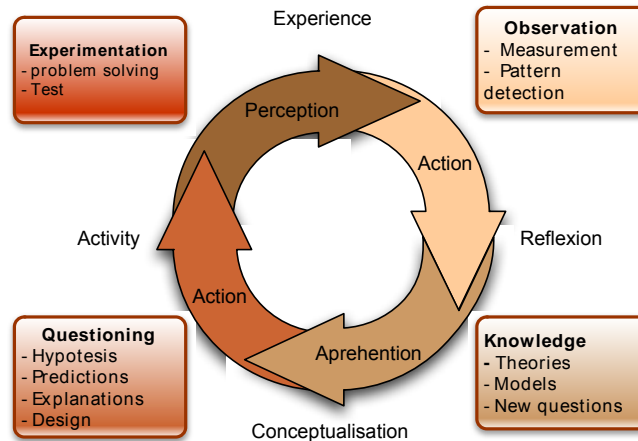 Experience
Experimentation
- problem solving
- Test
Observation
- Measurement
- Pattern
detection
Perception
Action
Activity
Reflexion
Action
Aprehention
Questioning
- Hypotesis
- Predictions
- Explanations
- Design
Knowledge
- Theories
- Models
- New questions
Conceptualisation